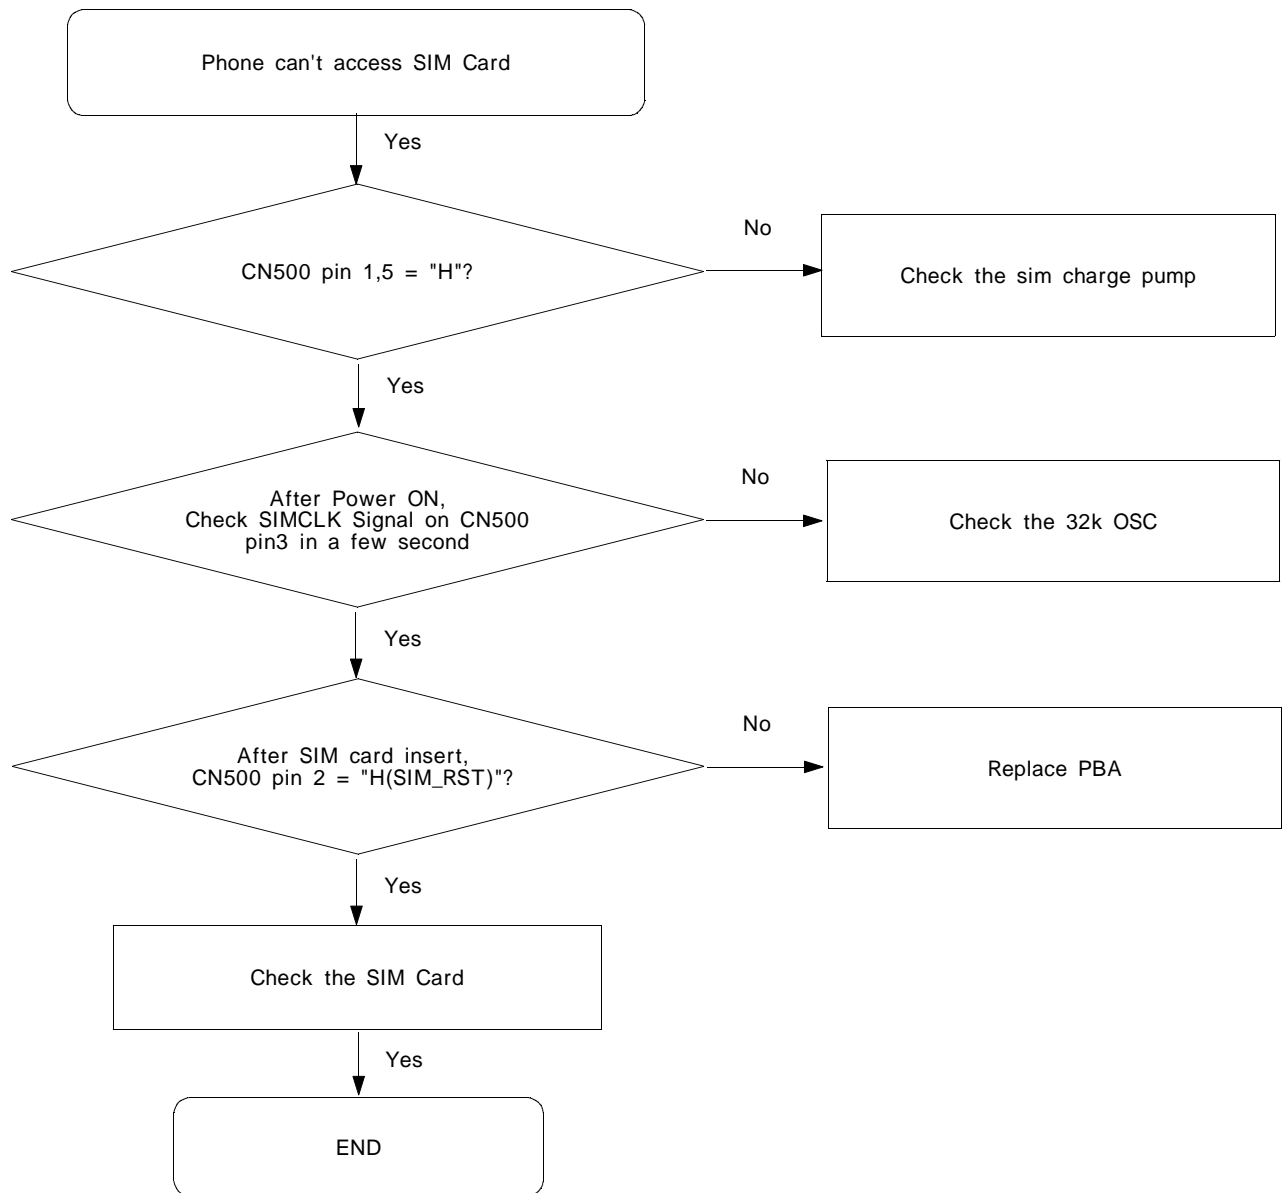 Phone can't access SIM Card
Yes
CN500 pin 1,5 = "H"?
No
Check the sim charge pump
Yes
After Power ON,
Check SIMCLK Signal on CN500
pin3 in a few second
No
Check the 32k OSC
Yes
After SIM card insert,
CN500 pin 2 = "H(SIM_RST)"?
No
Replace PBA
Yes
Check the SIM Card
Yes
END